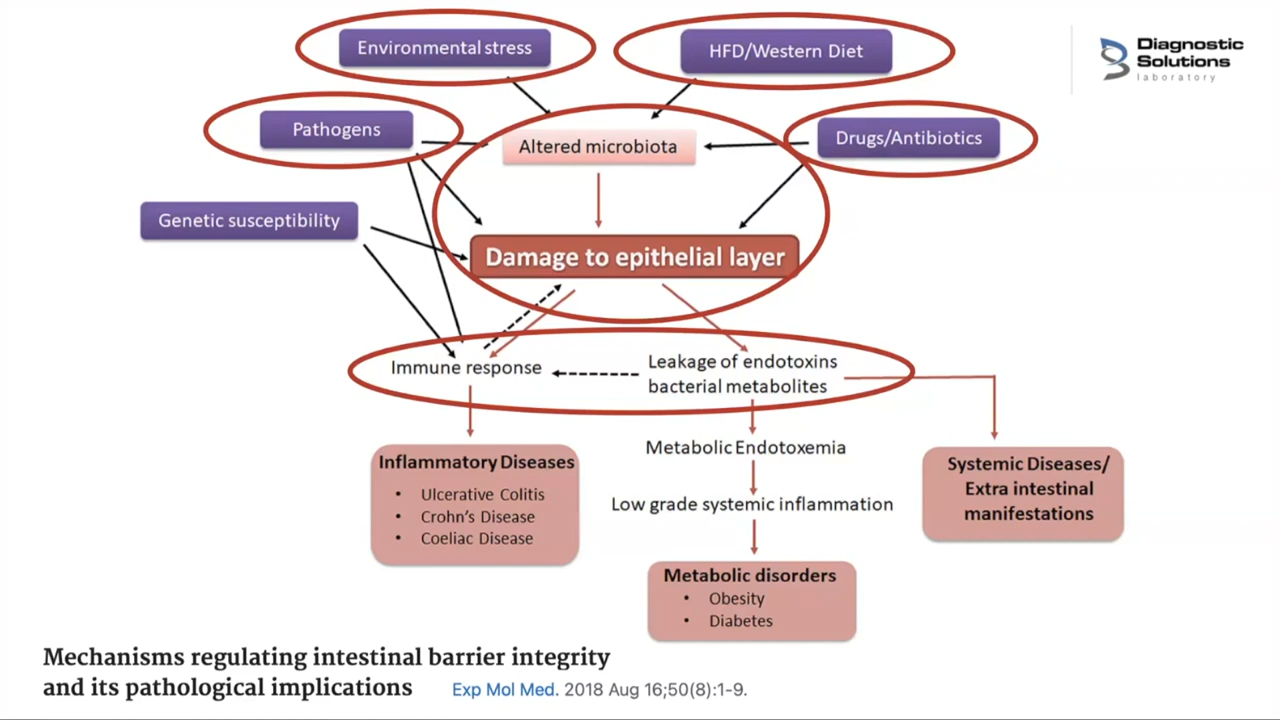 Environmental stress
HFD/Western Diet
Diagnostic
Solutions
laboratory
Pathogens
Altered microbiota
Drugs/Antibiotics
Genetic susceptibility
Damage to epithelial layer
Immune response
Leakage of endotoxins
bacterial metabolites
Metabolic Endotoxemia
Low grade systemic inflammation
Inflammatory Diseases
• Ulcerative Colitis
• Crohn’s Disease
• Coeliac Disease
Systemic Diseases/
Extra intestinal
manifestations
Metabolic disorders
• Obesity
• Diabetes
Mechanisms regulating intestinal barrier integrity
and its pathological implications
Exp Mol Med. 2018 Aug 16;50(8):1-9.